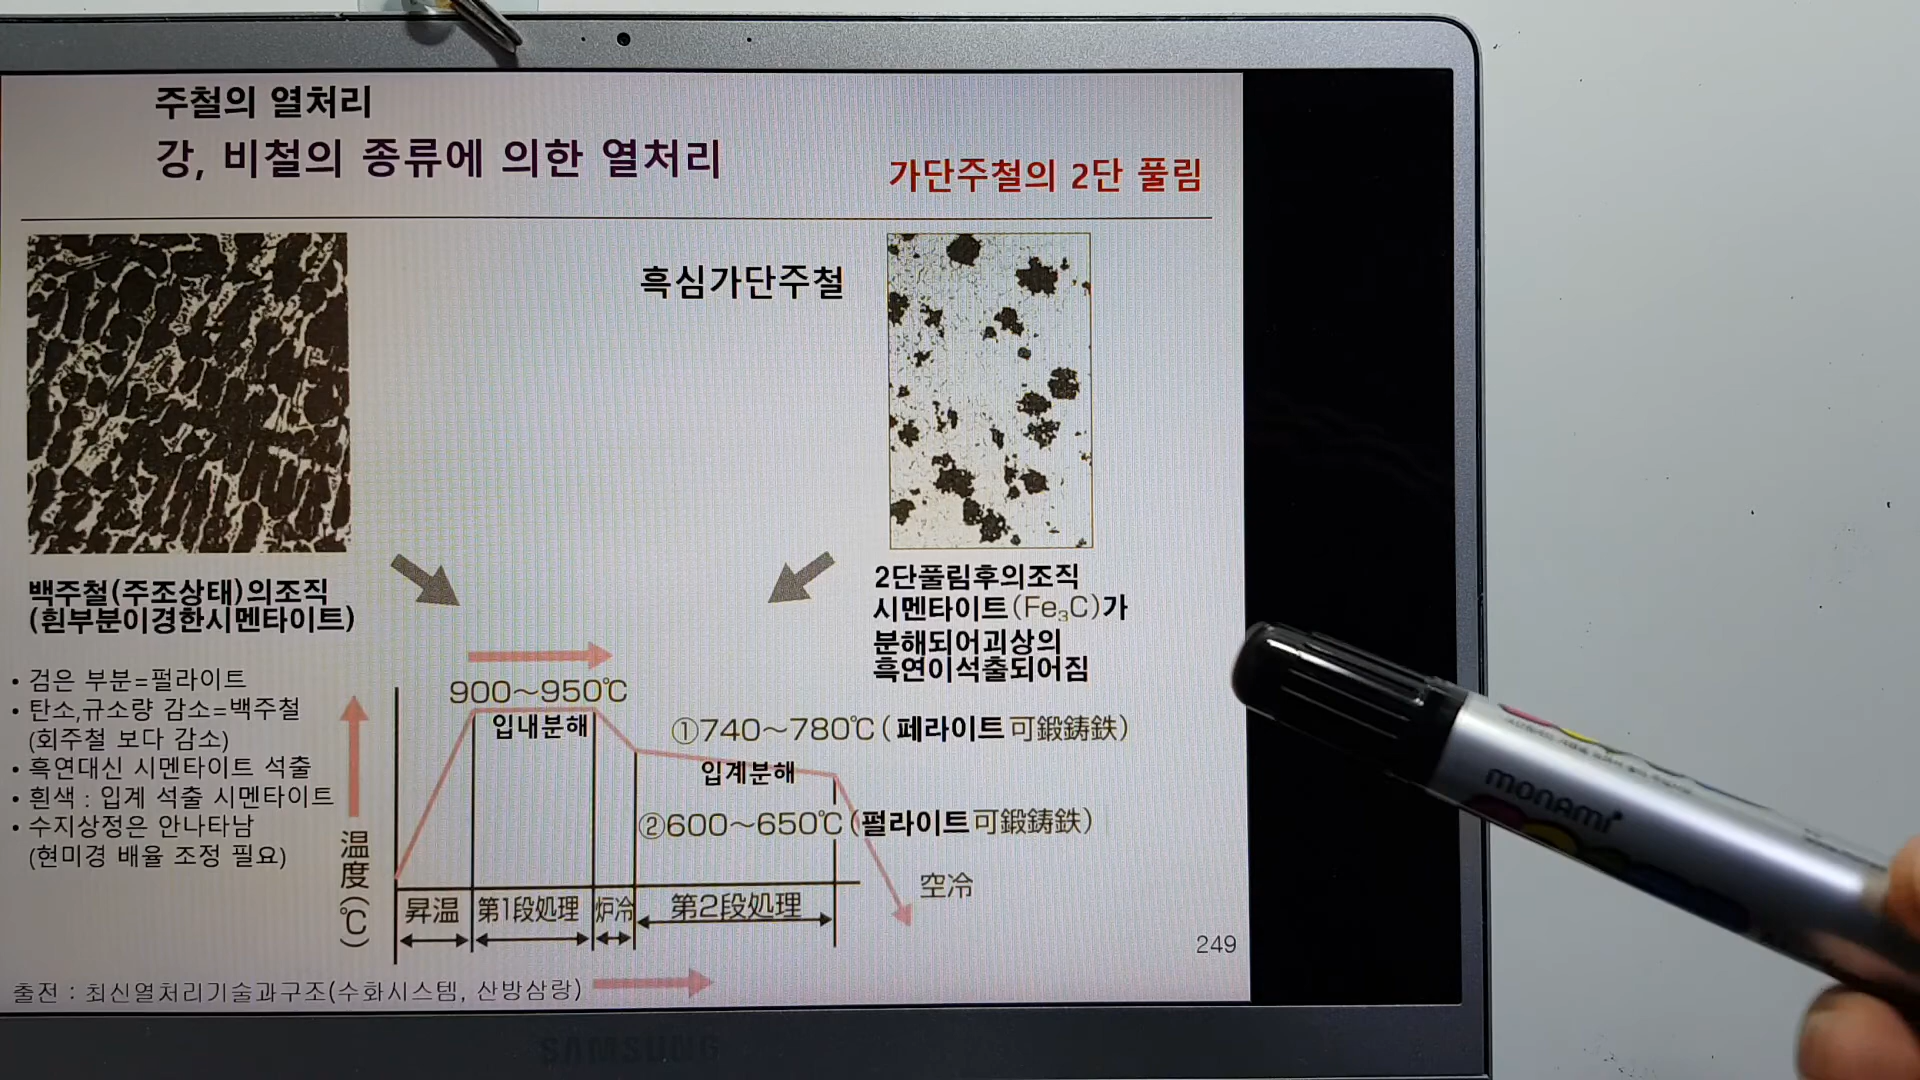 주철의 열처리
강, 비철의 종류에 의한 열처리
가단주철의 2단 풀림
흑심가단주철
백주철(주조상태)의조직
(흰부분이경한시멘타이트)
2단풀림후의조직
시멘타이트(Fe₃C)가
분해되어괴상의
흑연이석출되어짐
• 검은 부분=펄라이트
• 탄소,규소량 감소=백주철
(회주철 보다 감소)
• 흑연대신 시멘타이트 석출
• 흰색 : 입계 석출 시멘타이트
• 수지상정은 안나타남
(현미경 배율 조정 필요)
900～950℃
입내분해
①740～780℃(페라이트可鍛鋳鉄)
입계분해
②600～650℃(펄라이트可鍛鋳鉄)
温度(℃)
昇温
第1段処理
炉冷
第2段処理
空冷
249
출전 : 최신열처리기술과구조(수화시스템, 산방삼랑)
SAMSUNG
monami